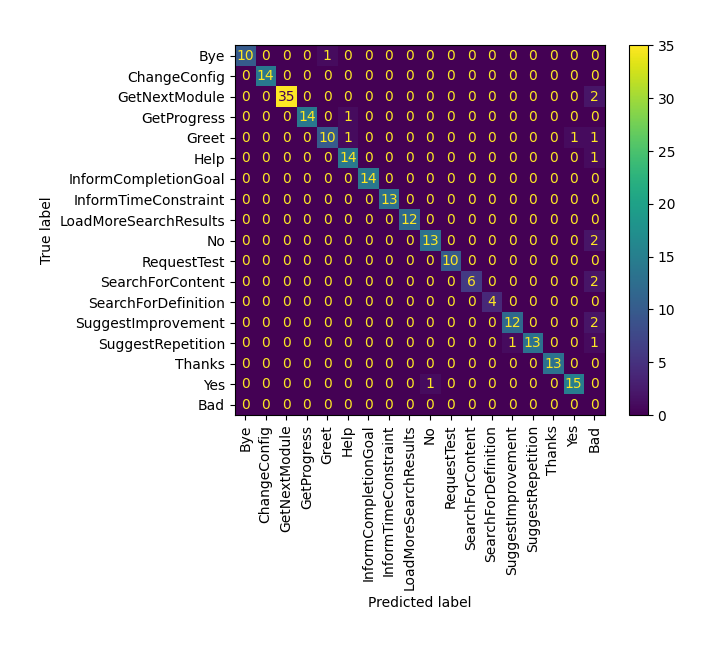 Bye 10 0 0 0 1 0 0 0 0 0 0 0 0 0 0 0 0 0
ChangeConfig 0 14 0 0 0 0 0 0 0 0 0 0 0 0 0 0 0 0
GetNextModule 0 0 35 0 0 0 0 0 0 0 0 0 0 0 0 0 0 2
GetProgress 0 0 0 14 0 1 0 0 0 0 0 0 0 0 0 0 0 0
Greet 0 0 0 0 10 1 0 0 0 0 0 0 0 0 0 0 1 1
Help 0 0 0 0 0 14 0 0 0 0 0 0 0 0 0 0 0 1
InformCompletionGoal 0 0 0 0 0 0 14 0 0 0 0 0 0 0 0 0 0 0
InformTimeConstraint 0 0 0 0 0 0 0 13 0 0 0 0 0 0 0 0 0 0
LoadMoreSearchResults 0 0 0 0 0 0 0 0 12 0 0 0 0 0 0 0 0 0
No 0 0 0 0 0 0 0 0 0 13 0 0 0 0 0 0 0 2
RequestTest 0 0 0 0 0 0 0 0 0 0 10 0 0 0 0 0 0 0
SearchForContent 0 0 0 0 0 0 0 0 0 0 0 6 0 0 0 0 0 2
SearchForDefinition 0 0 0 0 0 0 0 0 0 0 0 0 4 0 0 0 0 0
SuggestImprovement 0 0 0 0 0 0 0 0 0 0 0 0 0 12 0 0 0 2
SuggestRepetition 0 0 0 0 0 0 0 0 0 0 0 0 0 1 13 0 0 1
Thanks 0 0 0 0 0 0 0 0 0 0 0 0 0 0 0 13 0 0
Yes 0 0 0 0 0 0 0 0 0 1 0 0 0 0 0 0 15 0
Bad 0 0 0 0 0 0 0 0 0 0 0 0 0 0 0 0 0 0
True label
Bye
ChangeConfig
GetNextModule
GetProgress
Greet
Help
InformCompletionGoal
InformTimeConstraint
LoadMoreSearchResults
No
RequestTest
SearchForContent
SearchForDefinition
SuggestImprovement
SuggestRepetition
Thanks
Yes
Bad
Predicted label
35
30
25
20
15
10
5
0